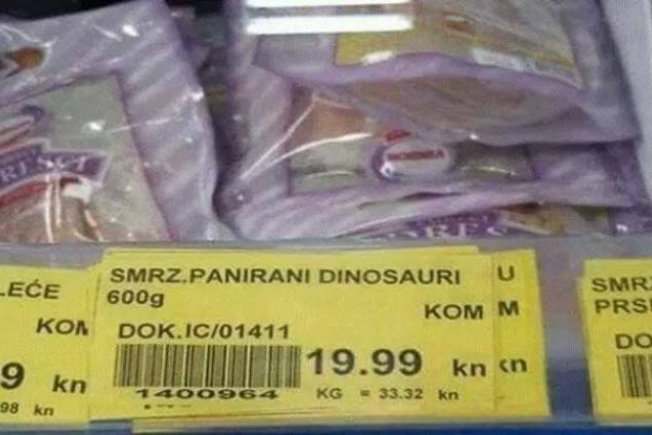 SMRZ.PANIRANI DINOSAURI
600g
KOM
DOK.IC/01411
19.99 kn
1400964
KG = 33.32 kn
LEĆE
KOM
9 kn
98 kn
U
M
kn
SMRZ
PRS
DO